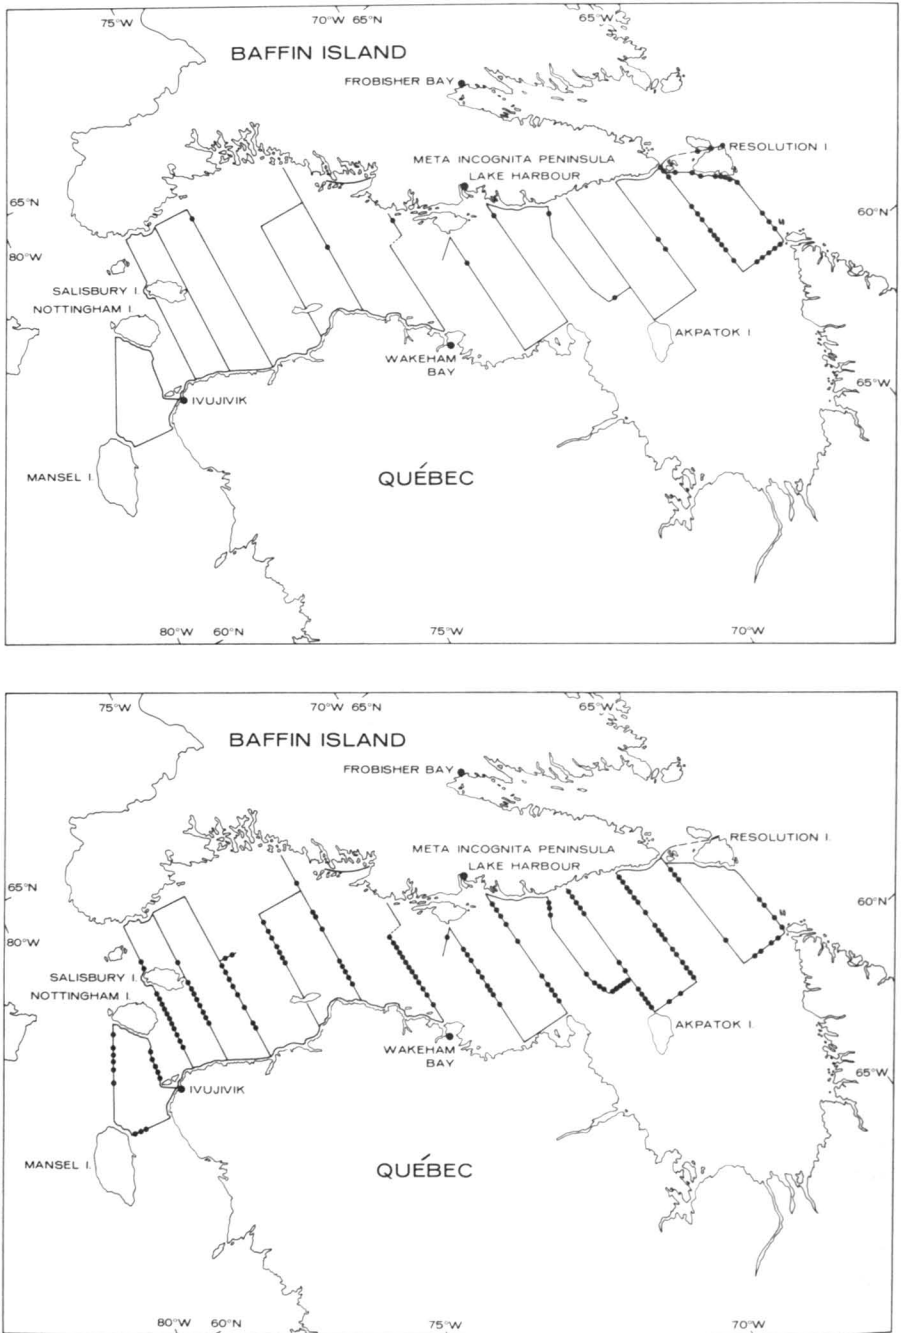 75°W
70°W 65°N
65°W
BAFFIN ISLAND
FROBISHER BAY
RESOLUTION I
META INCOGNITA PENINSULA
LAKE HARBOUR
65°N
60°N
80°W
SALISBURY I.
NOTTINGHAM I.
AKPATOK I
WAKEHAM
BAY
65°W
IVUJIVIK
MANSEL I.
QUÉBEC
80°W 60°N
75°W
70°W
75°W
70°W 65°N
65°W
BAFFIN ISLAND
FROBISHER BAY
RESOLUTION I.
META INCOGNITA PENINSULA
LAKE HARBOUR
65°N
60°N
80°W
SALISBURY I.
NOTTINGHAM I.
AKPATOK I.
WAKEHAM
BAY
65°W
IVUJIVIK
MANSEL I.
QUÉBEC
80°W 60°N
75°W
70°W